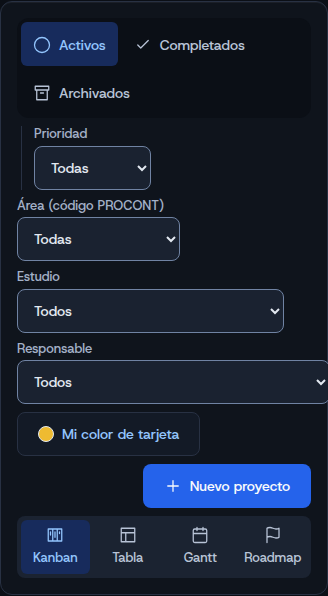 Activos
Completados
Archivados
Prioridad
Todas
Área (código PROCONT)
Todas
Estudio
Todos
Responsable
Todos
Mi color de tarjeta
Nuevo proyecto
Kanban Tabla Gantt Roadmap